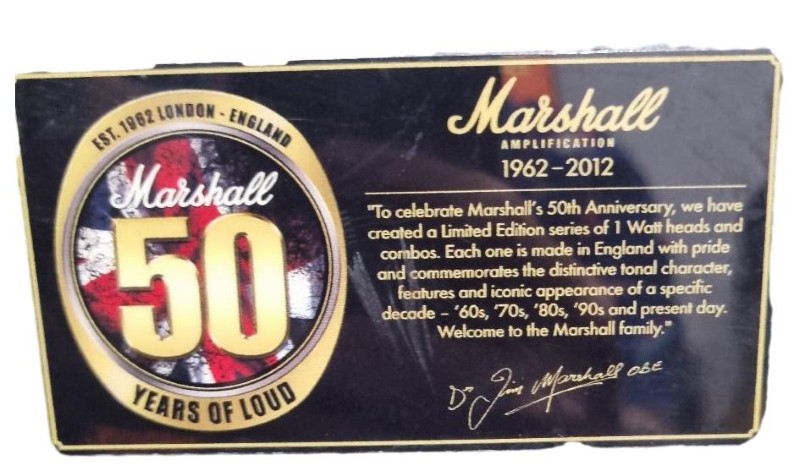 EST. 1962 LONDON - ENGLAND
Marshall
50
YEARS OF LOUD
Marshall
AMPLIFICATION
1962–2012
"To celebrate Marshall's 50th Anniversary, we have
created a Limited Edition series of 1 Watt heads and
combos. Each one is made in England with pride
and commemorates the distinctive tonal character,
features and iconic appearance of a specific
decade – '60s, '70s, '80s, '90s and present day.
Welcome to the Marshall family."
Dr Jim Marshall OBE